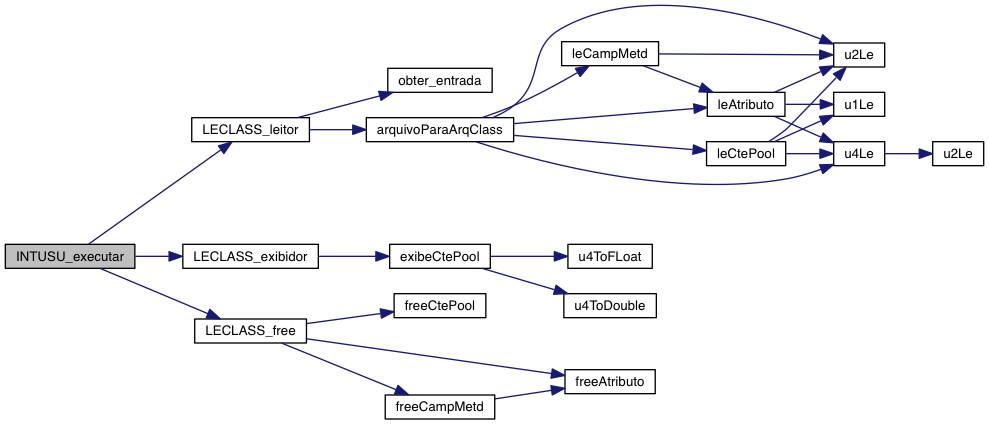 leCampMetd
u2Le
obter_entrada
leAtributo
u1Le
LECLASS_leitor
arquivoParaArqClass
leCtePool
u4Le
u2Le
INTUSU_executar
LECLASS_exibidor
exibeCtePool
u4ToFLoat
u4ToDouble
freeCtePool
LECLASS_free
freeAtributo
freeCampMetd